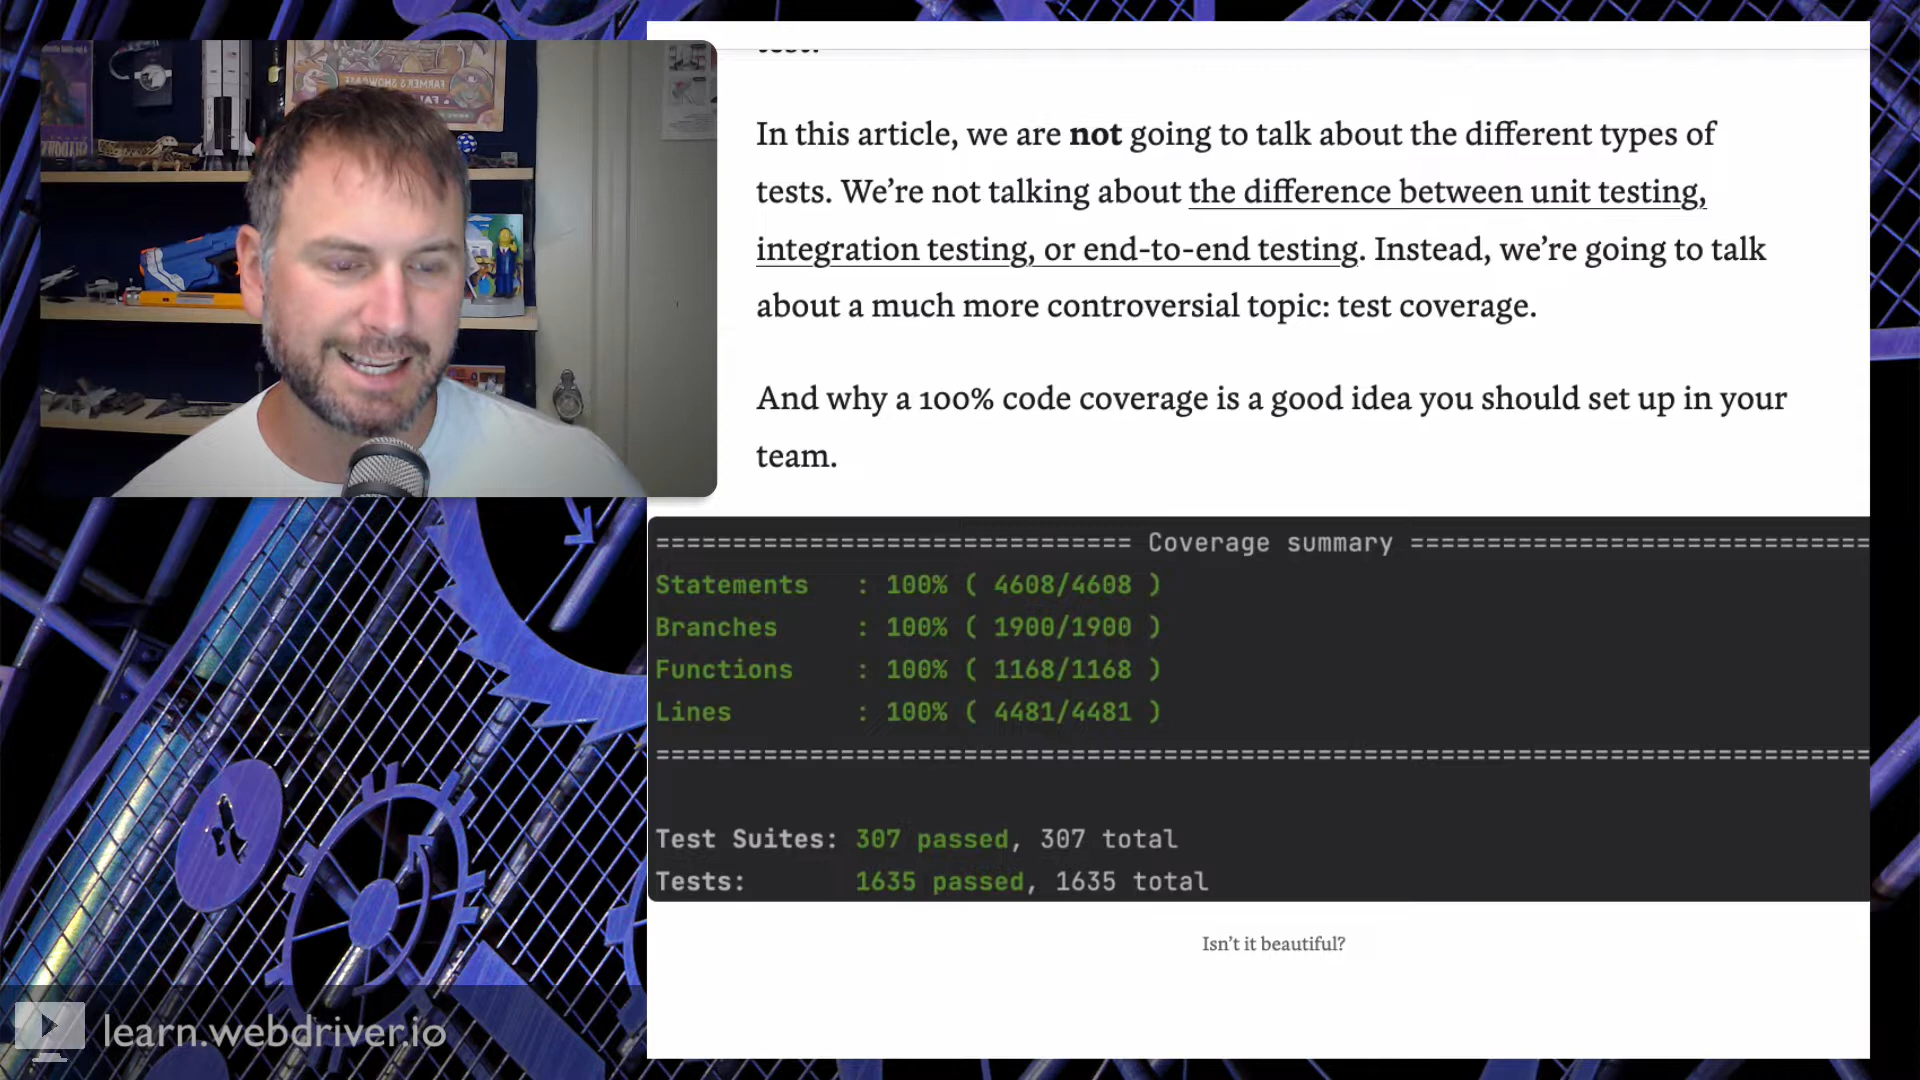 In this article, we are not going to talk about the different types of
tests. We’re not talking about the difference between unit testing,
integration testing, or end-to-end testing. Instead, we’re going to talk
about a much more controversial topic: test coverage.
And why a 100% code coverage is a good idea you should set up in your
team.
=============================== Coverage summary ==============================
Statements : 100% ( 4608/4608 )
Branches : 100% ( 1900/1900 )
Functions : 100% ( 1168/1168 )
Lines : 100% ( 4481/4481 )
================================================================================
Test Suites: 307 passed, 307 total
Tests: 1635 passed, 1635 total
Isn’t it beautiful?
learn.webdriver.io